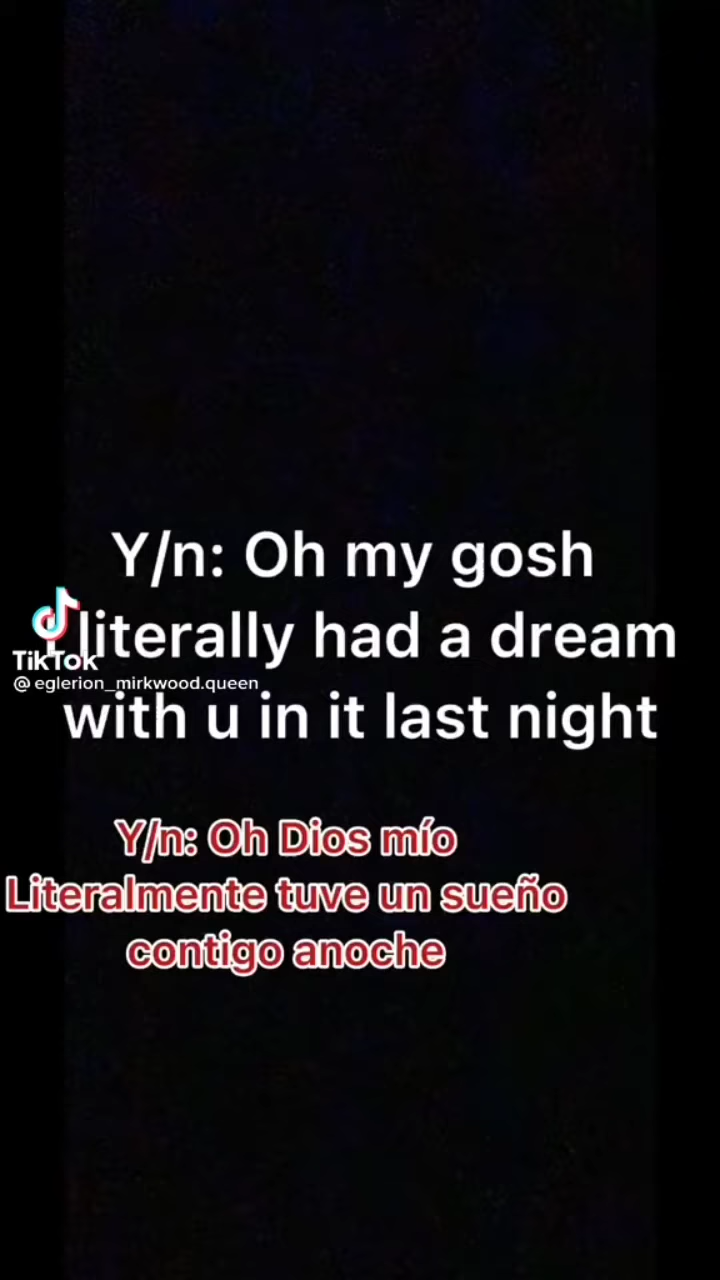 Y/n: Oh my gosh
I literally had a dream
TikTok
@eglerion_mirkwood.queen
with u in it last night
Y/n: Oh Dios mío
Literalmente tuve un sueño
contigo anoche